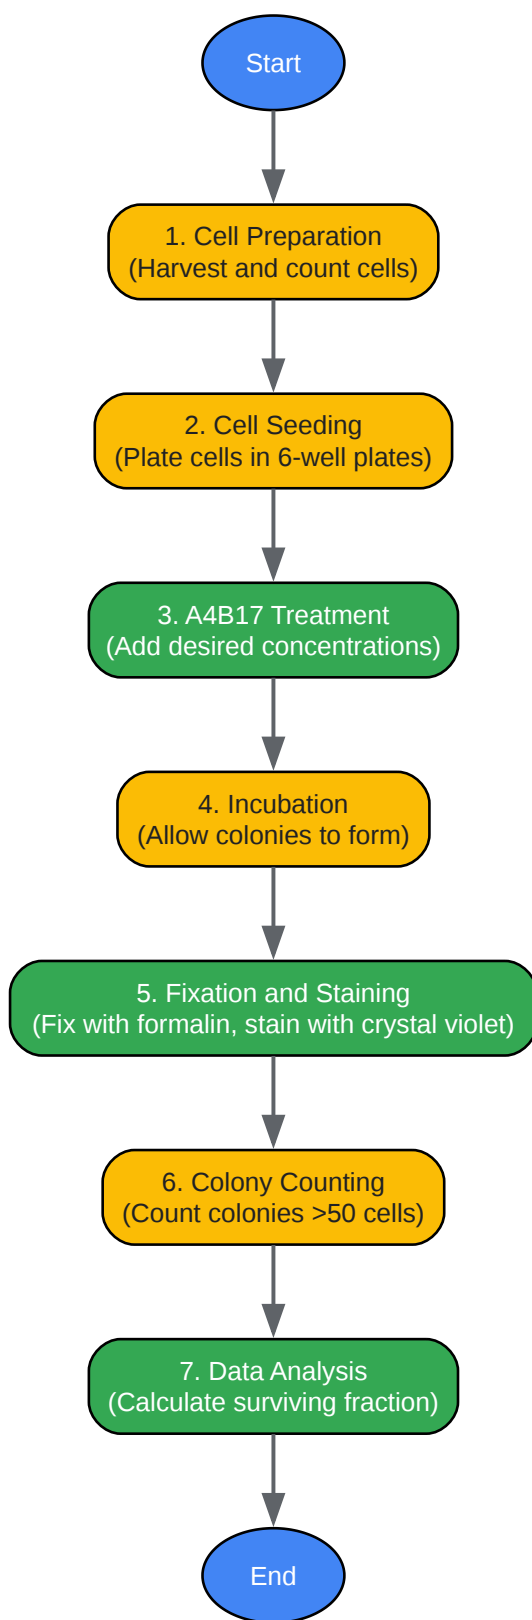 Start
1. Cell Preparation
(Harvest and count cells)
2. Cell Seeding
(Plate cells in 6-well plates)
3. A4B17 Treatment
(Add desired concentrations)
4. Incubation
(Allow colonies to form)
5. Fixation and Staining
(Fix with formalin, stain with crystal violet)
6. Colony Counting
(Count colonies >50 cells)
7. Data Analysis
(Calculate surviving fraction)
End